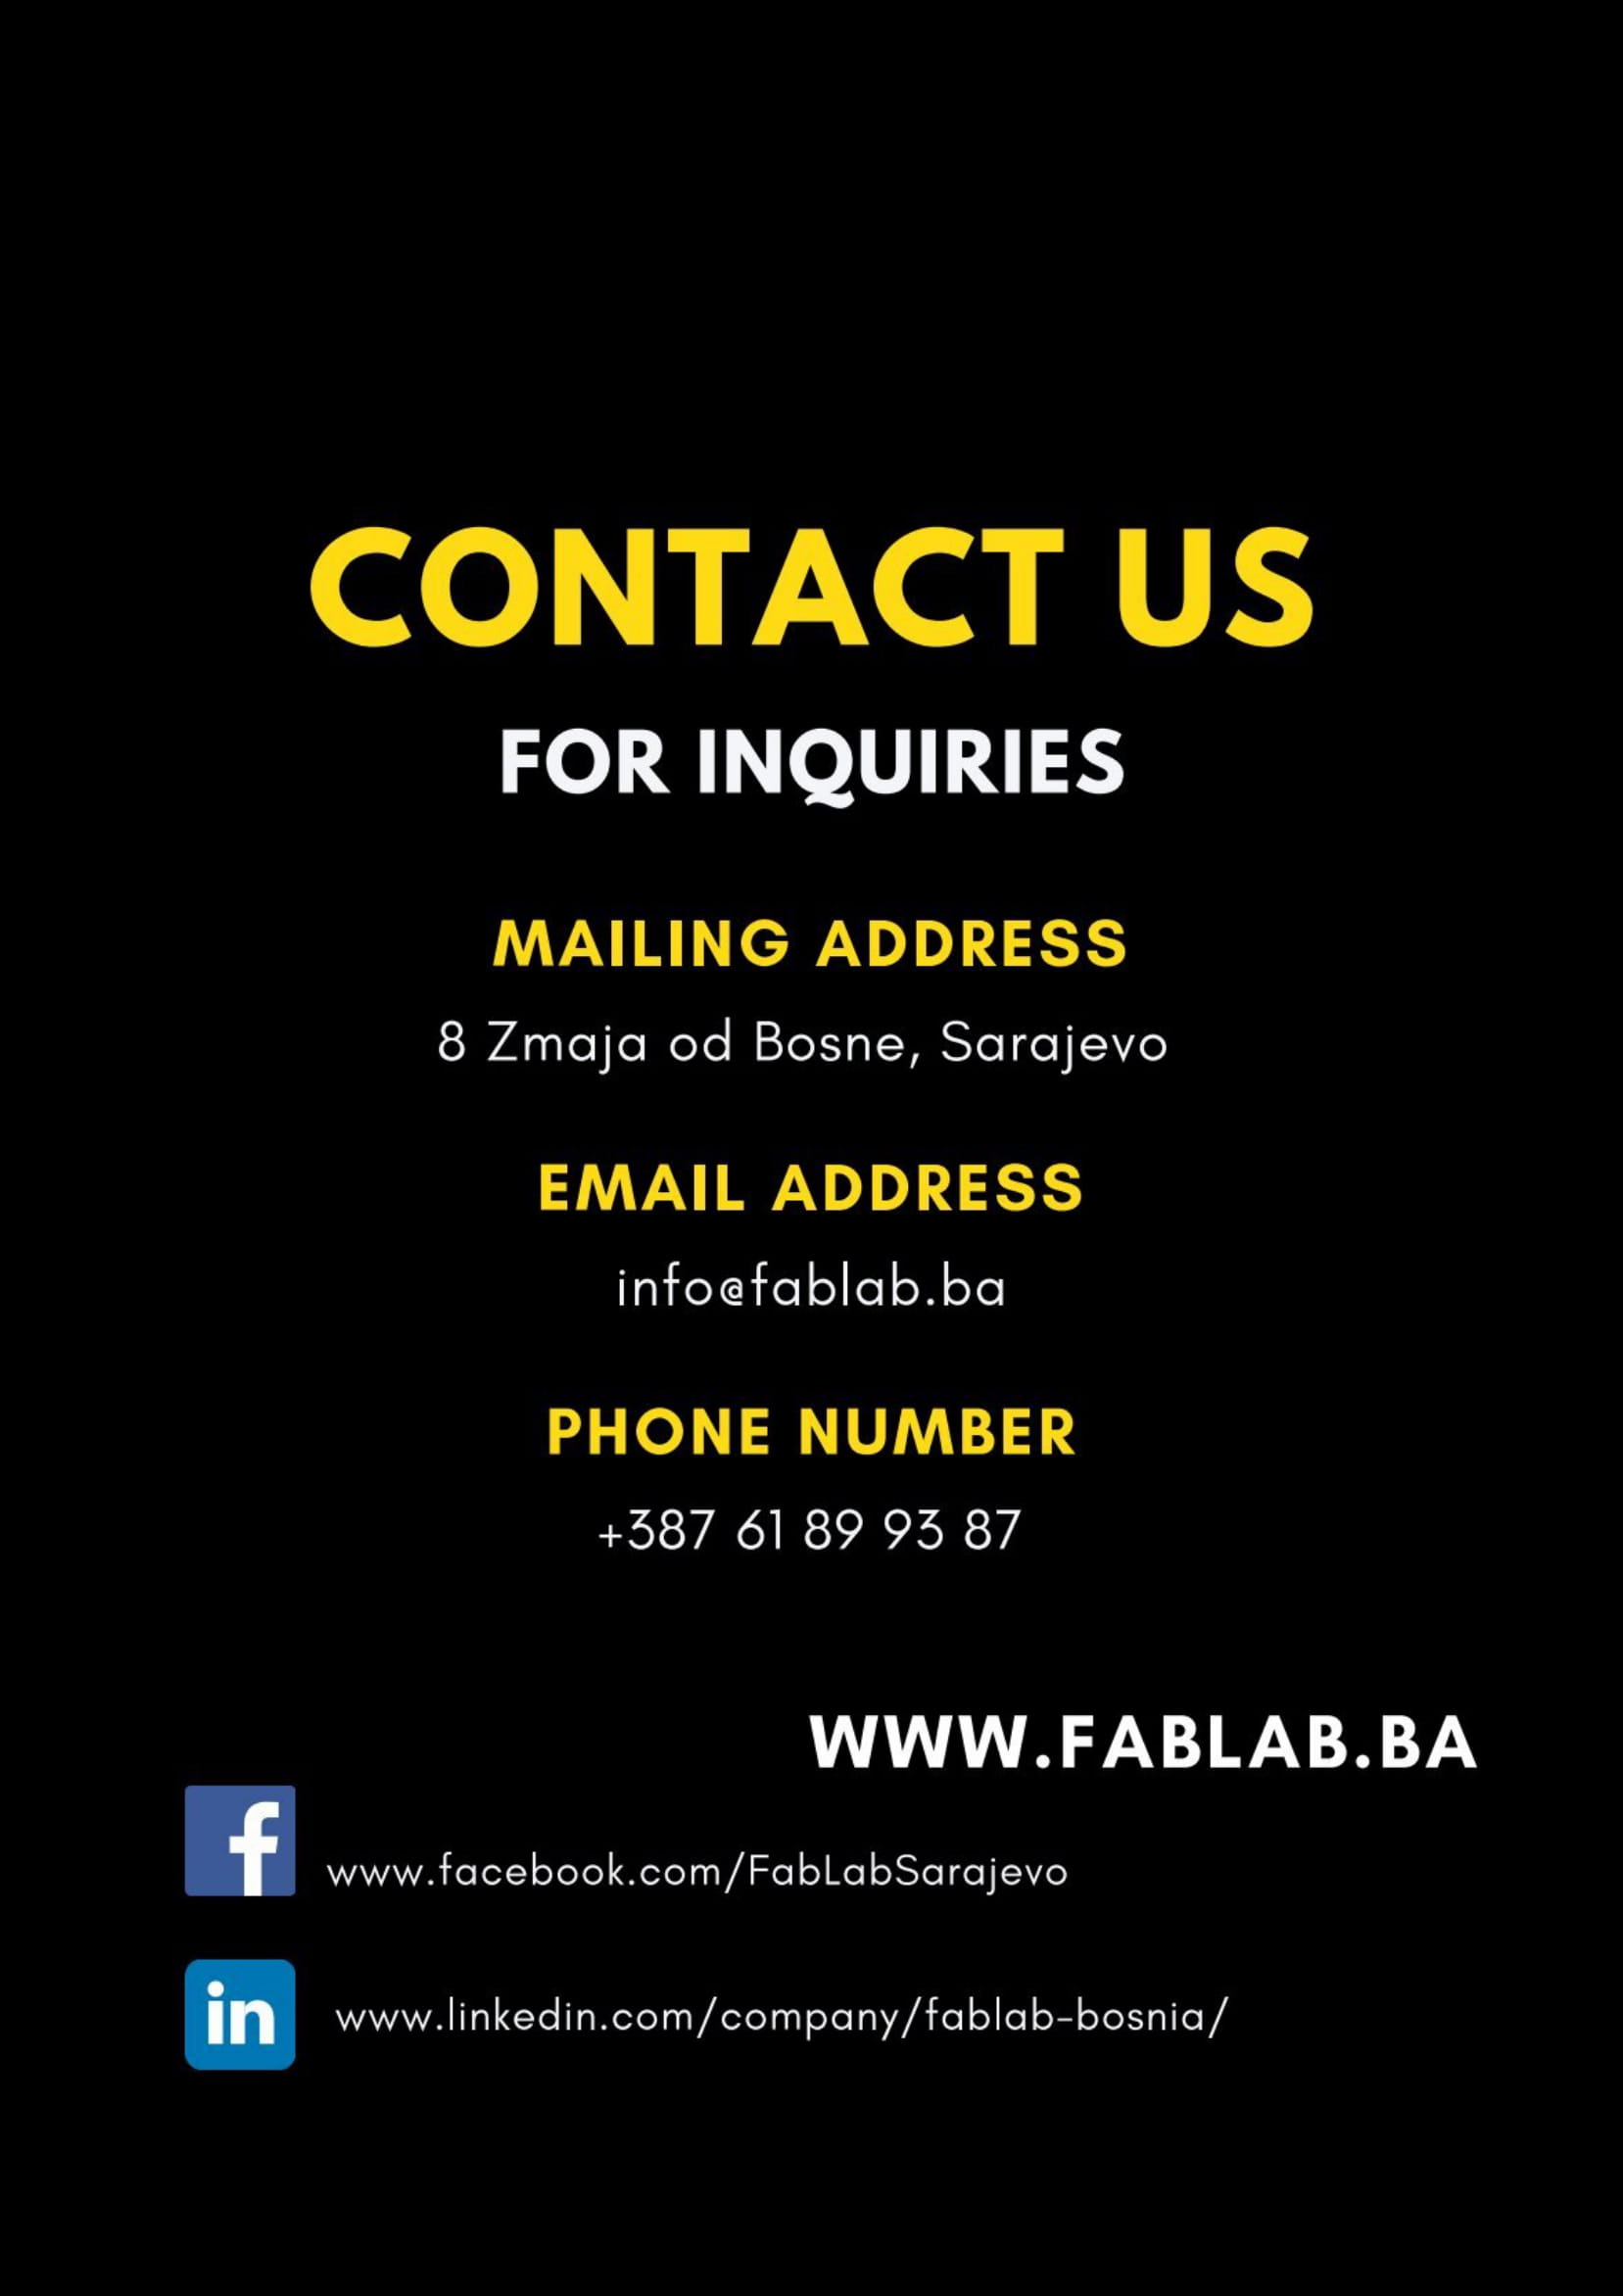 CONTACT US
FOR INQUIRIES
MAILING ADDRESS
8 Zmaja od Bosne, Sarajevo
EMAIL ADDRESS
info@fablab.ba
PHONE NUMBER
+387 61 89 93 87
WWW.FABLAB.BA
f
www.facebook.com/FabLabSarajevo
in
www.linkedin.com/company/fablab-bosnia/